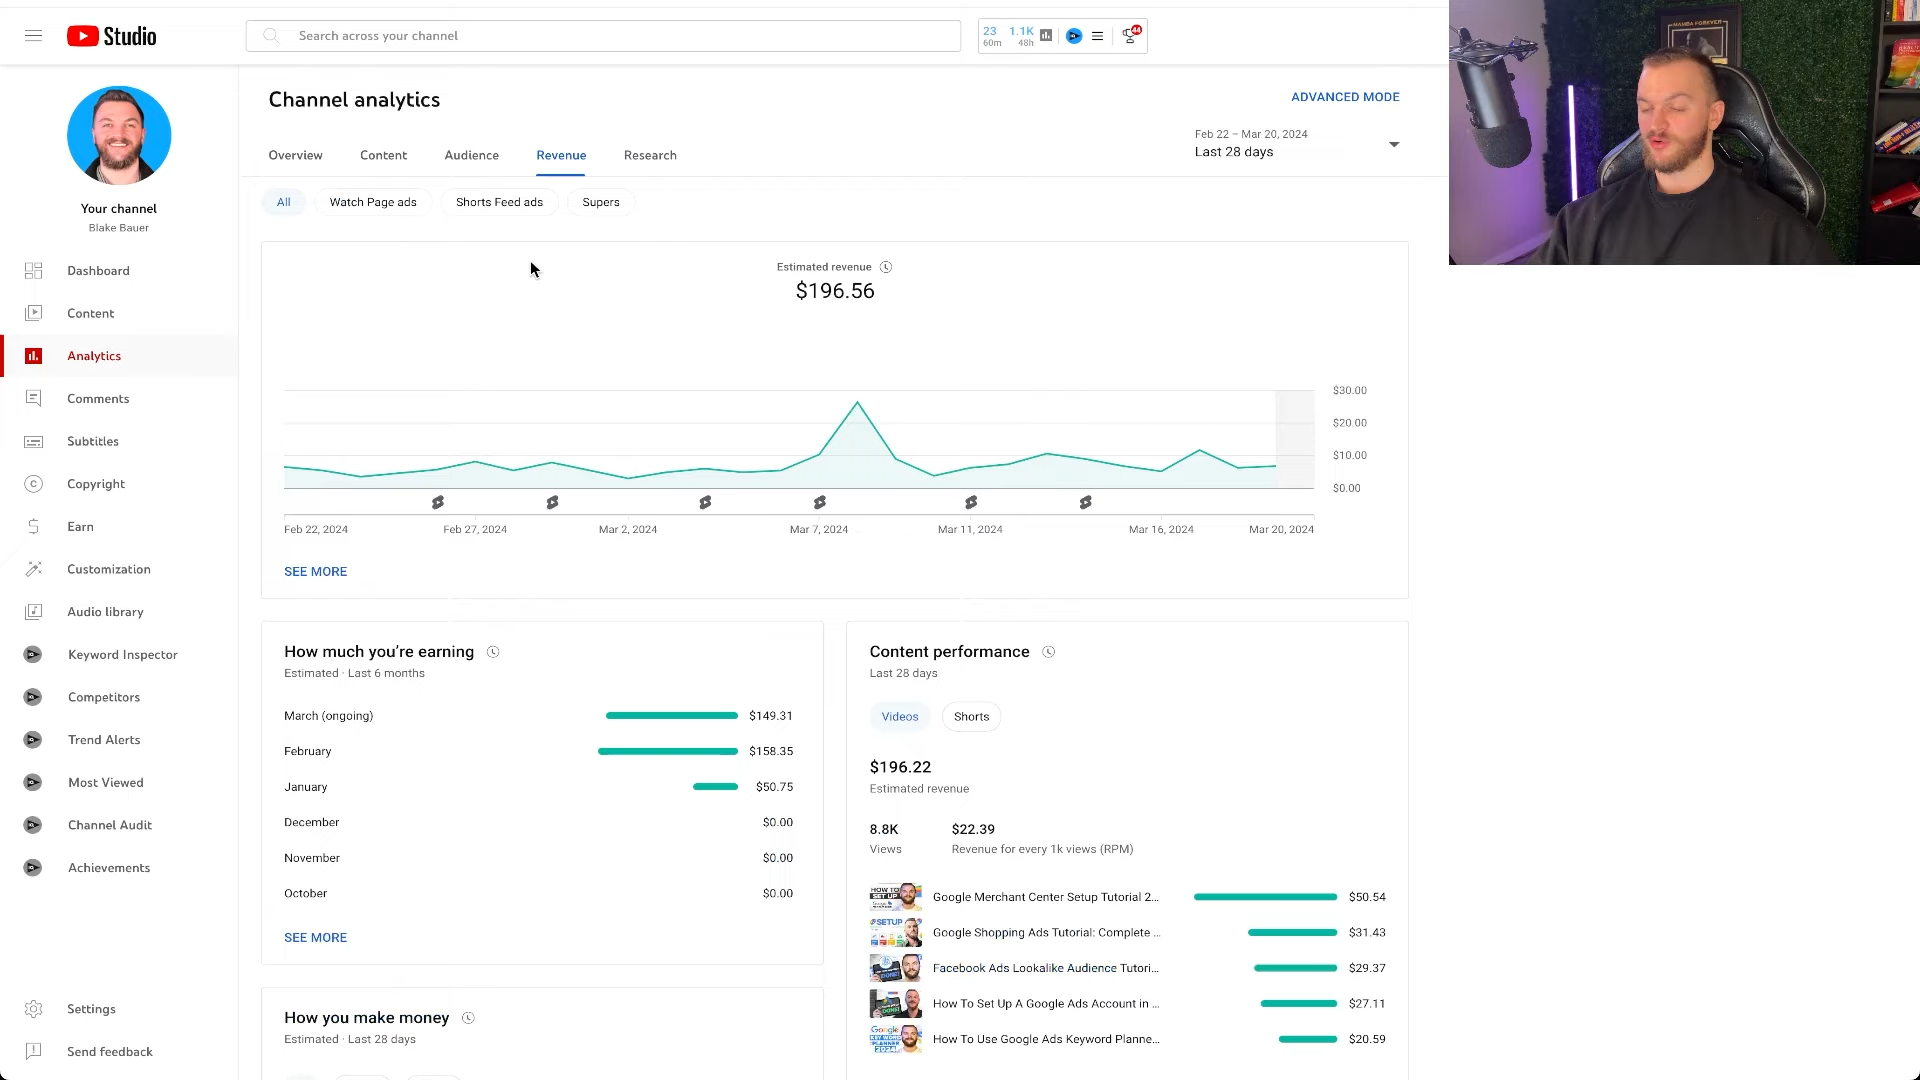 Studio
Search across your channel
23 1.1K
60m 48h
44
MAMBA FOREVER
Channel analytics
ADVANCED MODE
Feb 22 – Mar 20, 2024
Last 28 days
Overview Content Audience Revenue Research
All Watch Page ads Shorts Feed ads Supers
Your channel
Blake Bauer
Dashboard
Content
Analytics
Comments
Subtitles
Copyright
Earn
Customization
Audio library
Keyword Inspector
Competitors
Trend Alerts
Most Viewed
Channel Audit
Achievements
Settings
Send feedback
Estimated revenue
$196.56
$30.00
$20.00
$10.00
$0.00
Feb 22, 2024 Feb 27, 2024 Mar 2, 2024 Mar 7, 2024 Mar 11, 2024 Mar 16, 2024 Mar 20, 2024
SEE MORE
How much you’re earning
Estimated · Last 6 months
March (ongoing) $149.31
February $158.35
January $50.75
December $0.00
November $0.00
October $0.00
SEE MORE
How you make money
Estimated · Last 28 days
Content performance
Last 28 days
Videos Shorts
$196.22
Estimated revenue
8.8K $22.39
Views Revenue for every 1k views (RPM)
Google Merchant Center Setup Tutorial 2... $50.54
Google Shopping Ads Tutorial: Complete ... $31.43
Facebook Ads Lookalike Audience Tutori... $29.37
How To Set Up A Google Ads Account in ... $27.11
How To Use Google Ads Keyword Planne... $20.59